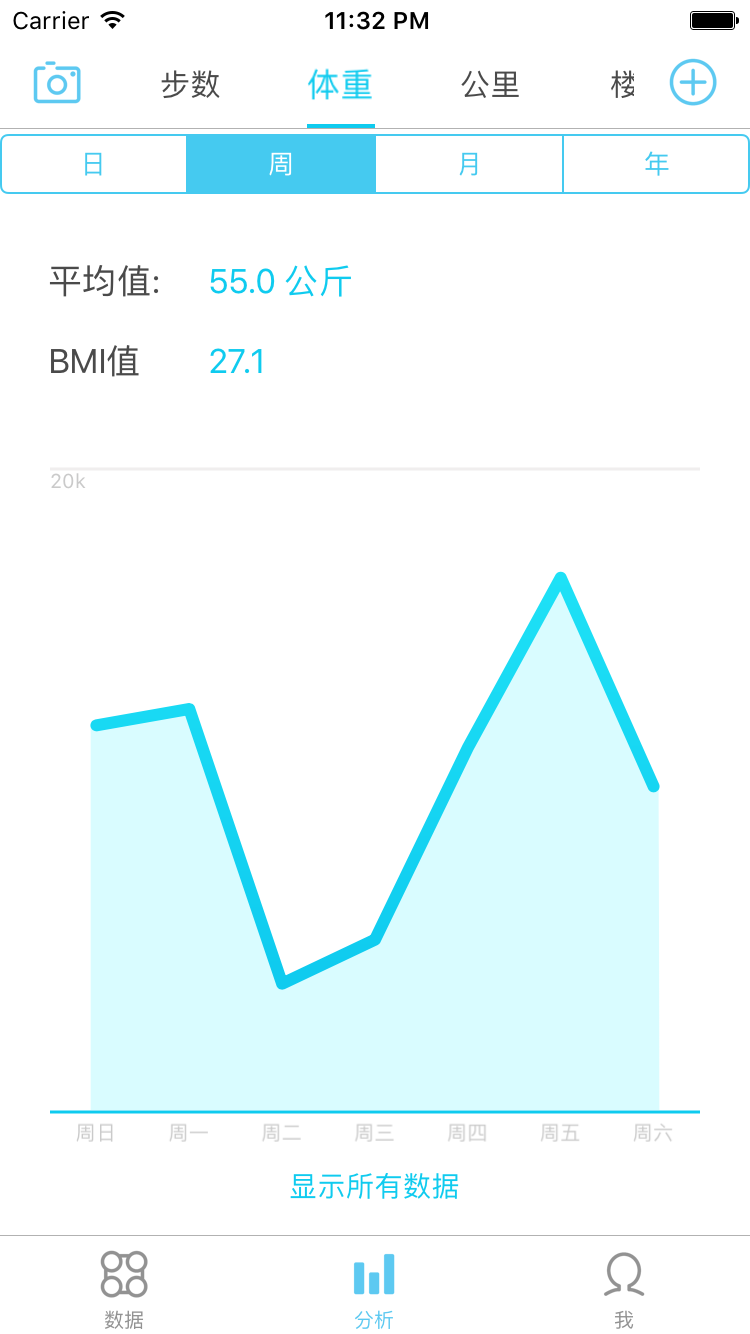 Carrier 11:32 PM
步数 体重 公里 楼
日 周 月 年
平均值: 55.0 公斤
BMI值 27.1
20k
周日 周一 周二 周三 周四 周五 周六
显示所有数据
数据 分析 我